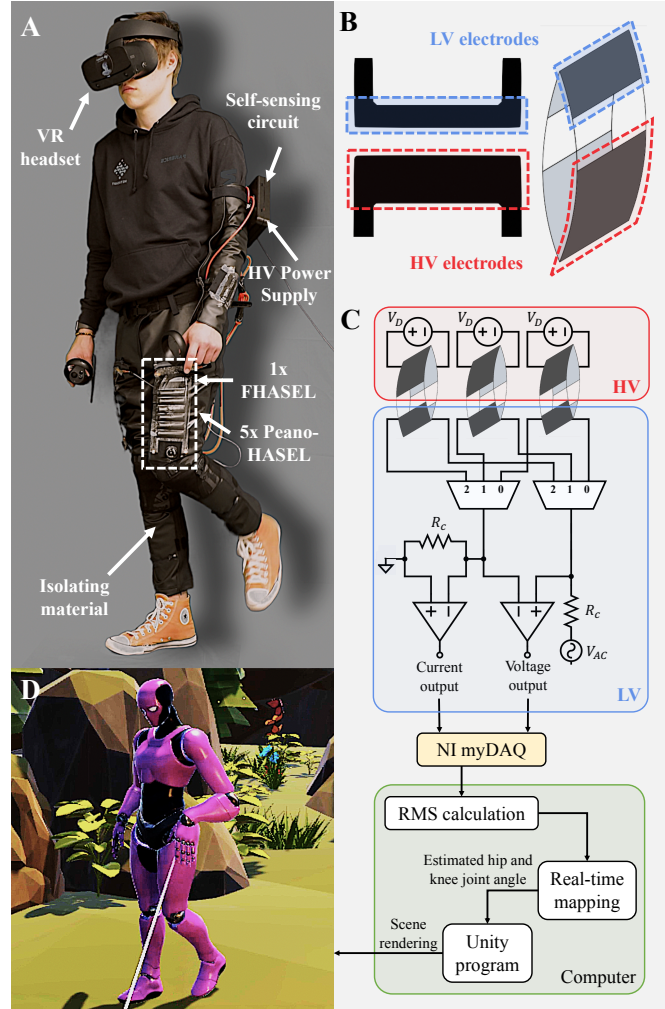 A
VR
headset
Self-sensing
circuit
HV Power
Supply
1x
FHASEL
5x Peano-
HASEL
Isolating
material
B
LV electrodes
HV electrodes
C
V_D
V_D
V_D
+ −
+ −
+ −
HV
2 1 0
2 1 0
R_c
+ −
− +
R_c
V_AC
Current
output
Voltage
output
LV
NI myDAQ
RMS calculation
Estimated hip and
knee joint angle
Real-time
mapping
Scene
rendering
Unity
program
Computer
D